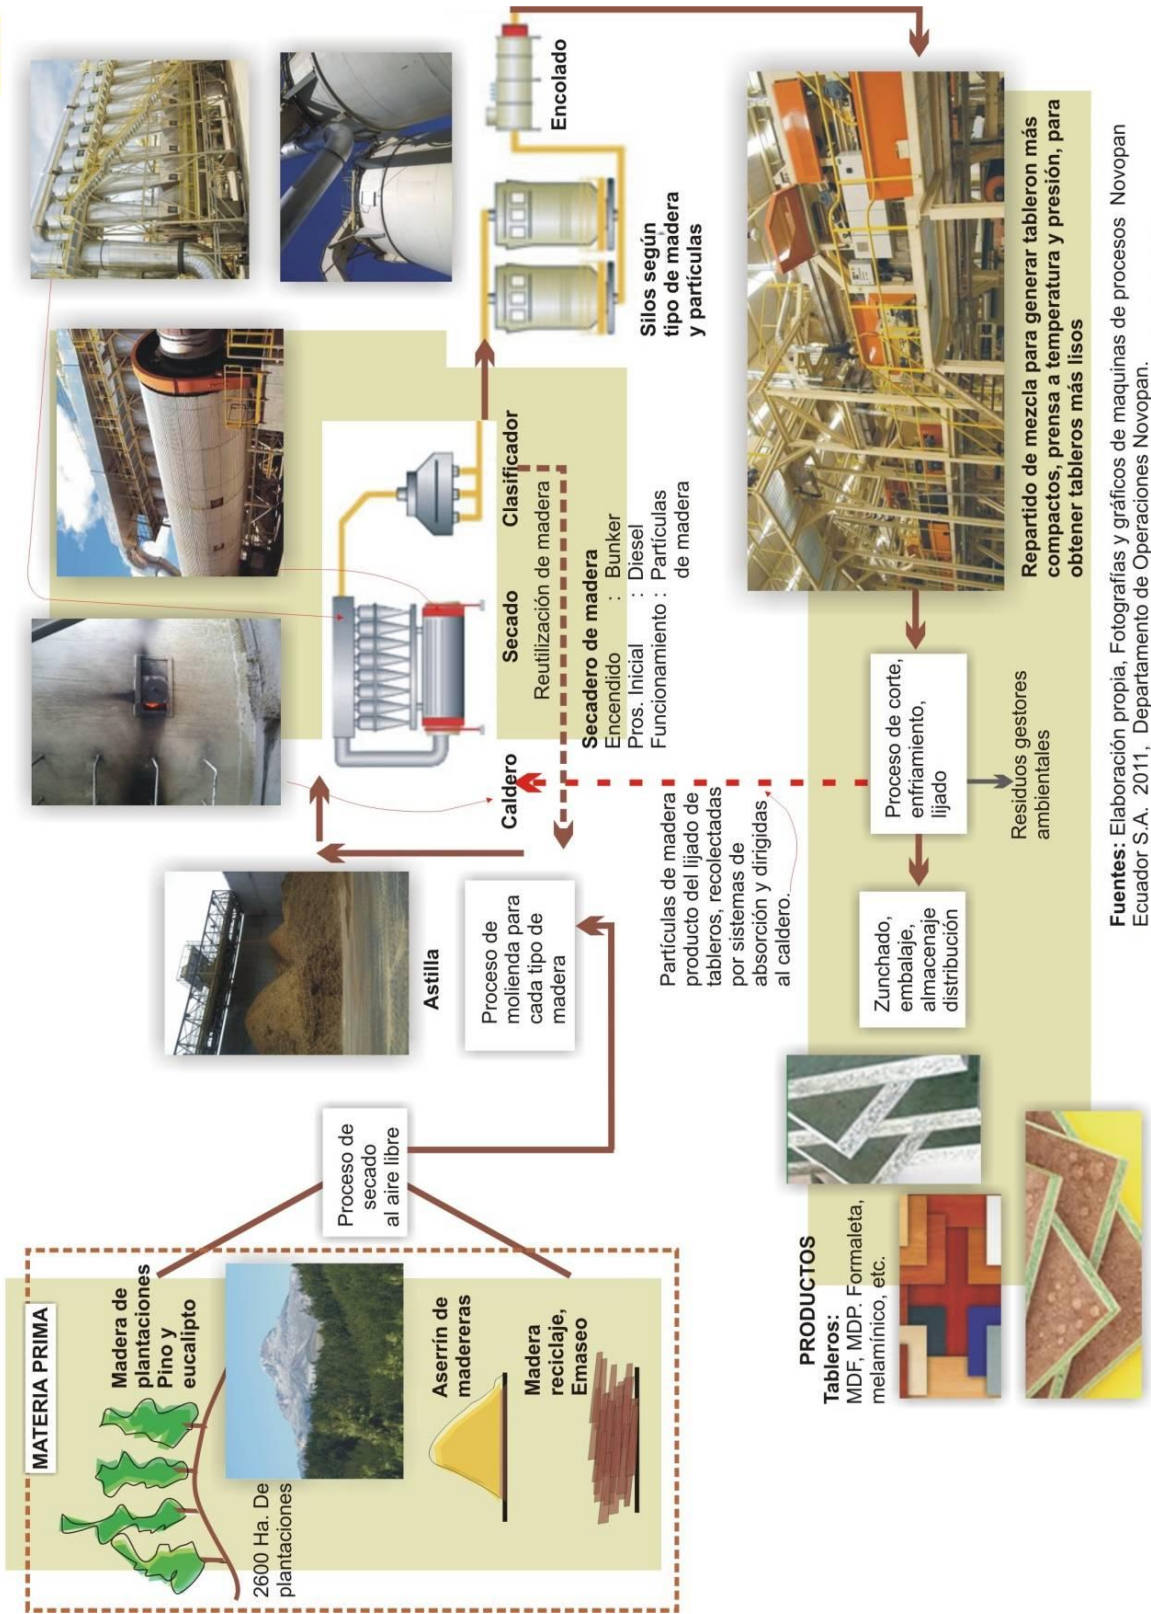 MATERIA PRIMA
Madera de
plantaciones
Pino y
eucalipto
2600 Ha. De
plantaciones
Aserrín de
madereras
Madera
reciclaje,
Emaseo
Proceso de
secado
al aire libre
Astilla
Proceso de
molienda para
cada tipo de
madera
Caldero
Secado
Clasificador
Reutilización de madera
Secadero de madera
Encendido : Bunker
Pros. Inicial : Diesel
Funcionamiento : Partículas
de madera
Silos según
tipo de madera
y partículas
Encolado
Repartido de mezcla para generar tableron más
compactos, prensa a temperatura y presión, para
obtener tableros más lisos
Partículas de madera
producto del lijado de
tableros, recolectadas
por sistemas de
absorción y dirigidas
al caldero.
Proceso de corte,
enfriamiento,
lijado
Residuos gestores
ambientales
Zunchado,
embalaje,
almacenaje
distribución
PRODUCTOS
Tableros:
MDF, MDP. Formaleta,
melamínico, etc.
Fuentes: Elaboración propia, Fotografías y gráficos de maquinas de procesos Novopan
Ecuador S.A. 2011, Departamento de Operaciones Novopan.